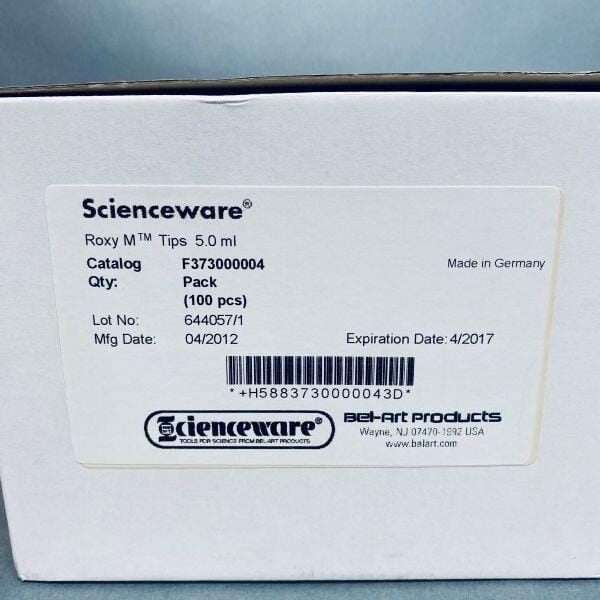 Scienceware®
Roxy M™ Tips 5.0 ml
Catalog F373000004 Made in Germany
Qty: Pack
(100 pcs)
Lot No: 644057/1
Mfg Date: 04/2012 Expiration Date: 4/2017
*+H5883730000043D*
Scienceware®
TOOLS FOR SCIENCE FROM BEL-ART PRODUCTS
Bel-Art Products
Wayne, NJ 07470-1992 USA
www.belart.com